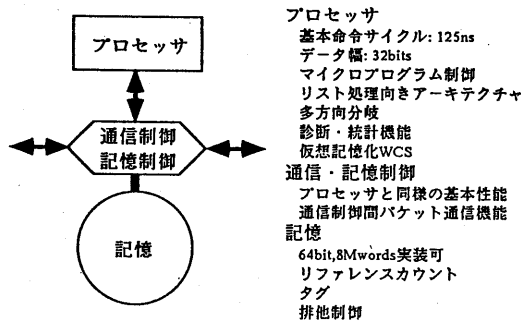 プロセッサ
通信制御
記憶制御
記憶
プロセッサ
基本命令サイクル: 125ns
データ幅: 32bits
マイクロプログラム制御
リスト処理向きアーキテクチャ
多方向分岐
診断・統計機能
仮想記憶化WCS
通信・記憶制御
プロセッサと同様の基本性能
通信制御間パケット通信機能
記憶
64bit,8Mwords実装可
リファレンスカウント
タグ
排他制御